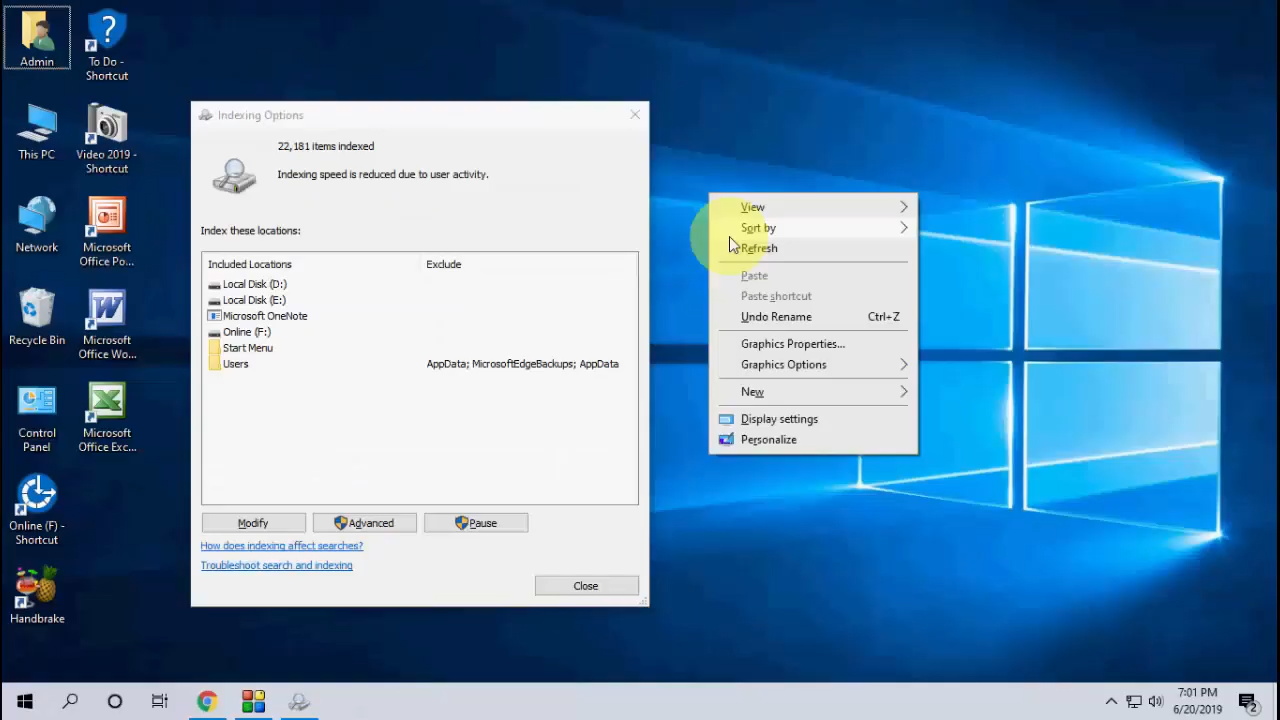 Admin
To Do -
Shortcut
This PC
Video 2019 -
Shortcut
Network
Microsoft
Office Po...
Recycle Bin
Microsoft
Office Wo...
Control
Panel
Microsoft
Office Exc...
Online (F) -
Shortcut
Handbrake
Indexing Options
22,181 items indexed
Indexing speed is reduced due to user activity.
Index these locations:
Included Locations Exclude
Local Disk (D:)
Local Disk (E:)
Microsoft OneNote
Online (F:)
Start Menu
Users AppData; MicrosoftEdgeBackups; AppData
Modify Advanced Pause
How does indexing affect searches?
Troubleshoot search and indexing
Close
View
Sort by
Refresh
Paste
Paste shortcut
Undo Rename Ctrl+Z
Graphics Properties...
Graphics Options
New
Display settings
Personalize
7:01 PM
6/20/2019
2